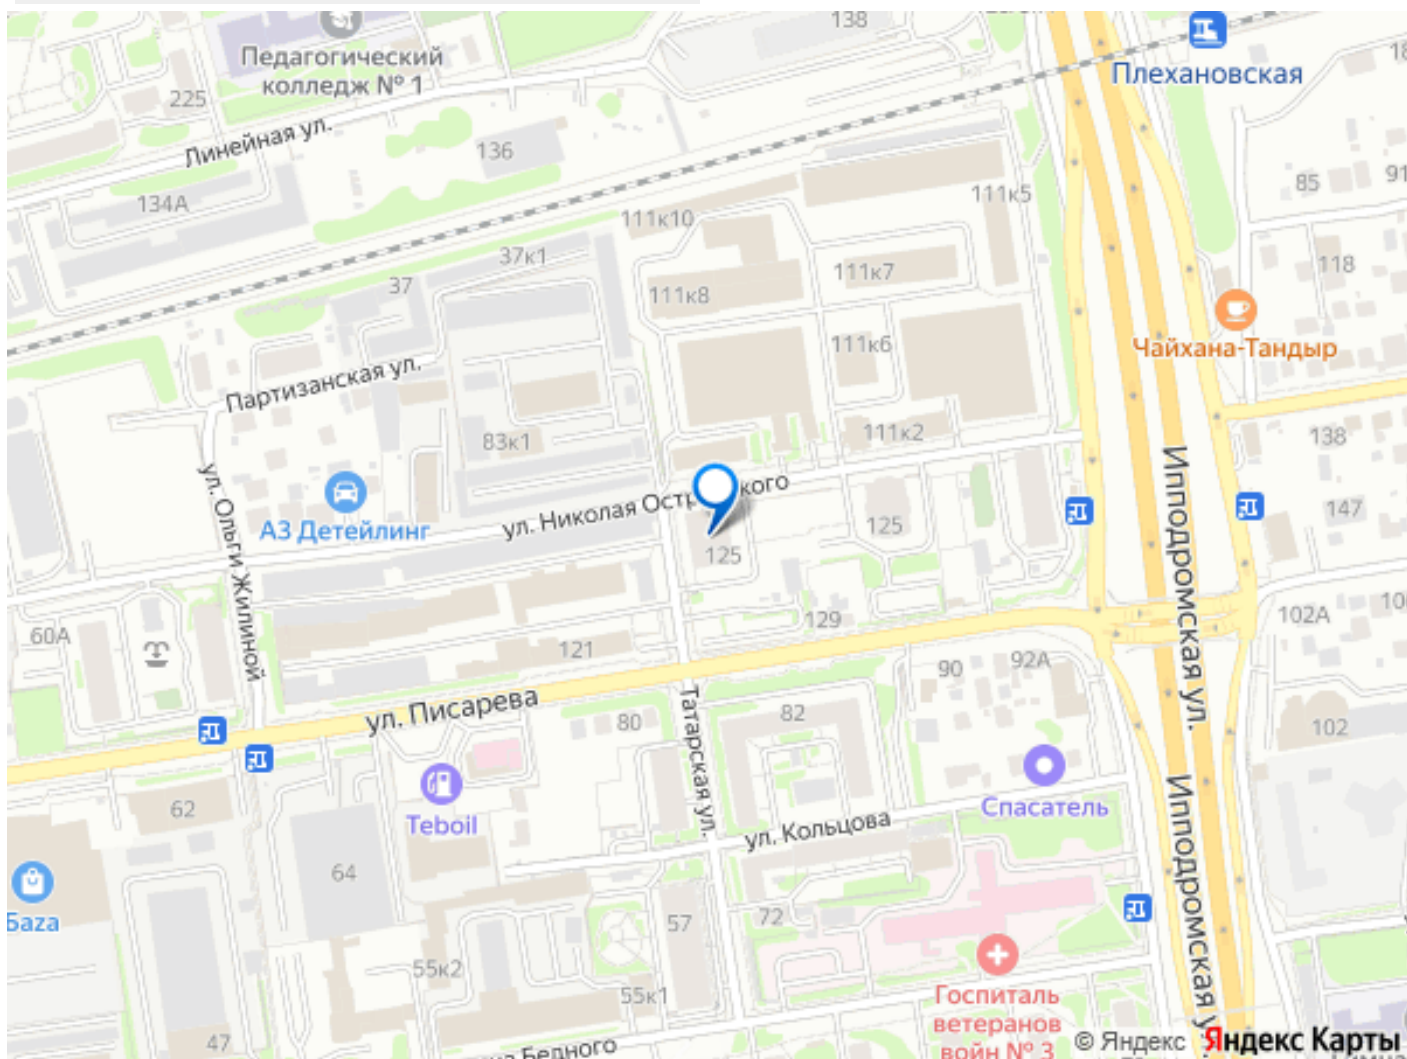 138
Педагогический
колледж № 1
225
Плехановская
Линейная ул.
136
134А
85
91
111к5
111к10
37к1
37
111к7
118
111к8
111к6
Чайхана-Тандыр
Партизанская ул.
83к1
111к2
138
ул. Ольги Жилиной
АЗ Детейлинг
ул. Николая Остр
кого
125
125
147
Ипподромская ул.
60А
121
129
102А
10
90
92А
ул. Писарева
80
82
Татарская ул.
102
62
Teboil
Спасатель
ул. Кольцова
64
Ипподромская у
Баza
57
72
55к2
55к1
Госпиталь
ветеранов
войн № 3
47
Бедного
© Яндекс Яндекс Карты